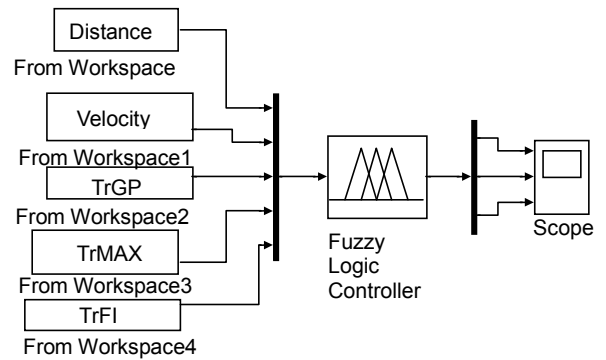 Distance
From Workspace
Velocity
From Workspace1
TrGP
From Workspace2
TrMAX
From Workspace3
TrFI
From Workspace4
Fuzzy
Logic
Controller
Scope